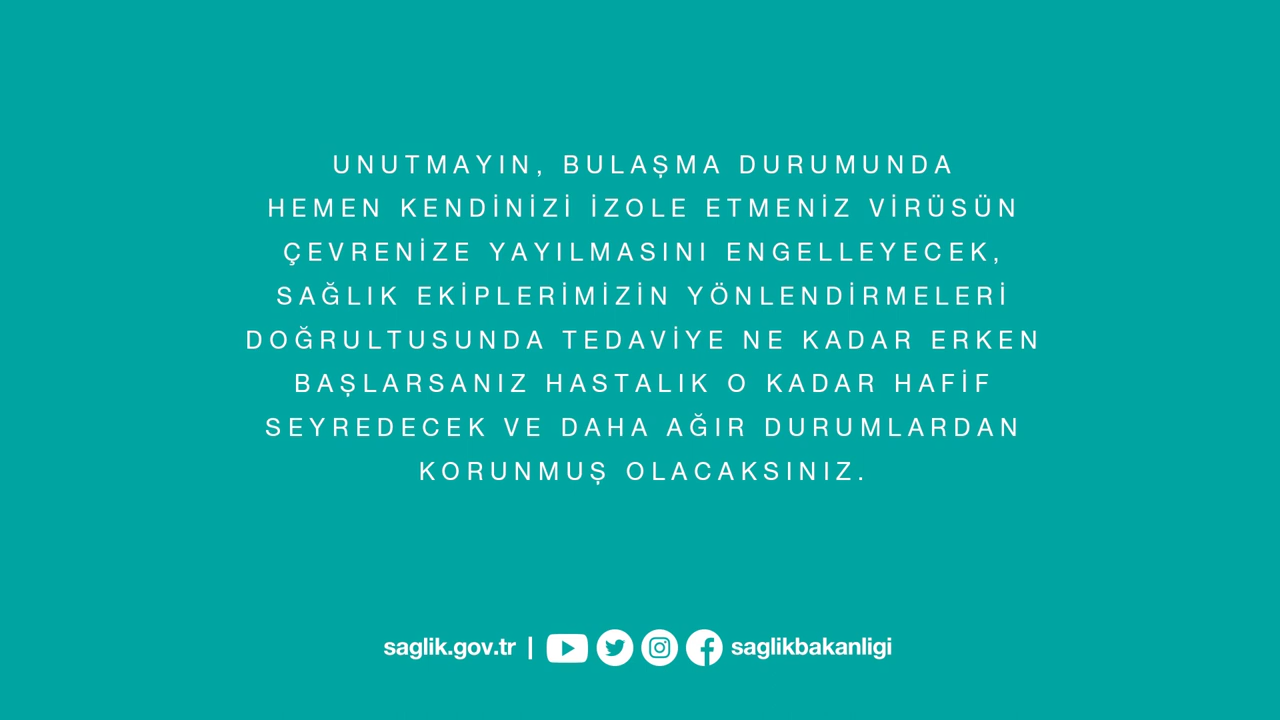 UNUTMAYIN, BULAŞMA DURUMUNDA
HEMEN KENDİNİZİ İZOLE ETMENİZ VİRÜSÜN
ÇEVRENİZE YAYILMASINI ENGELLEYECEK,
SAĞLIK EKİPLERİMİZİN YÖNLENDİRMELERİ
DOĞRULTUSUNDA TEDAVİYE NE KADAR ERKEN
BAŞLARSANIZ HASTALIK O KADAR HAFİF
SEYREDECEK VE DAHA AĞIR DURUMLARDAN
KORUNMUŞ OLACAKSINIZ.
saglik.gov.tr | saglikbakanligi